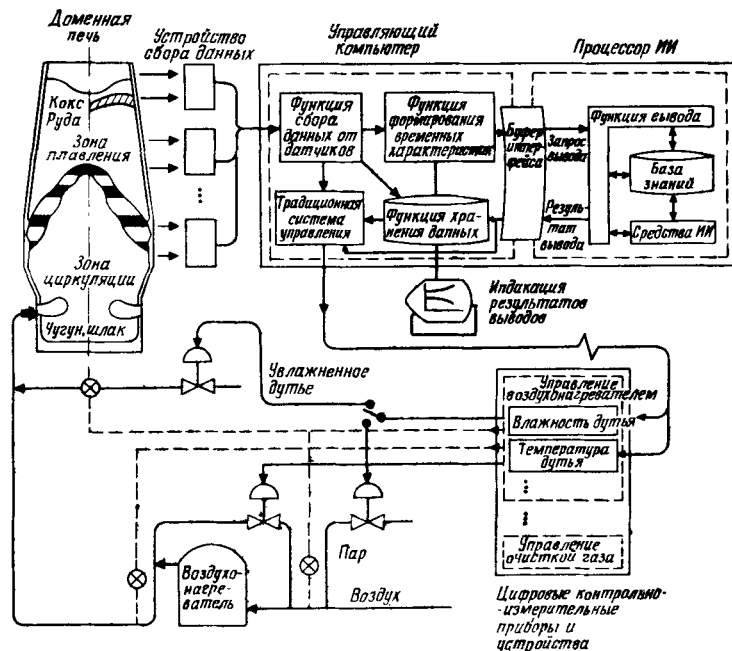 Доменная
печь
Устройство
сбора данных
Управляющий
компьютер
Процессор ИИ
Кокс
Руда
Зона
плавления
Зона
циркуляции
Чугун, шлак
Функция
сбора
данных от
датчиков
Функция
формирования
временных
характеристик
Традиционная
система
управления
Функция хра-
нения данных
Буфер
интер-
фейса
Запрос
вывода
Резуль-
тат
вывода
Функция вывода
База
знаний
Средства ИИ
Индикация
результатов
выводов
Увлажненное
дутье
Управление
воздухонагревателем
Влажность дутья
Температура
дутья
Управление
очисткой газа
Пар
Воздухо-
нагрева-
тель
Воздух
Цифровые контрольно-
-измерительные
приборы и
устройства